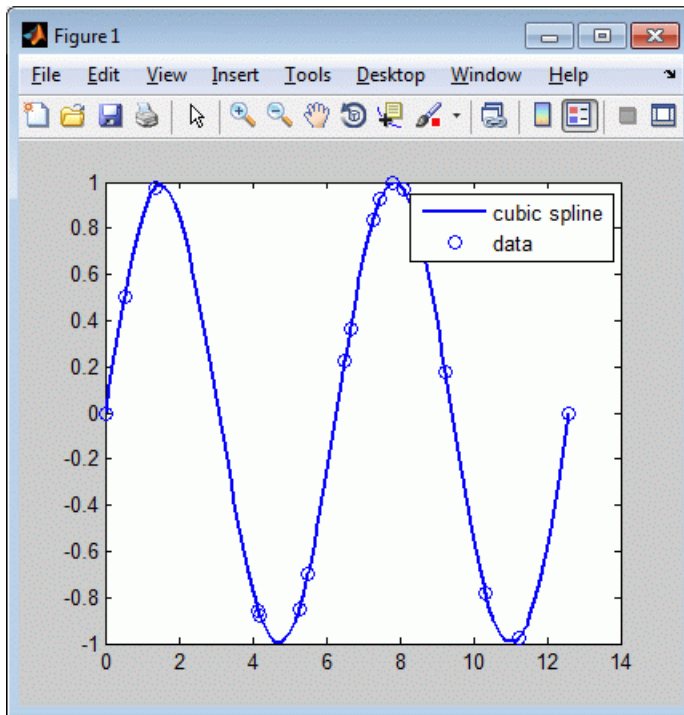 Figure 1
File Edit View Insert Tools Desktop Window Help
cubic spline
data
1
0.8
0.6
0.4
0.2
0
-0.2
-0.4
-0.6
-0.8
-1
0 2 4 6 8 10 12 14